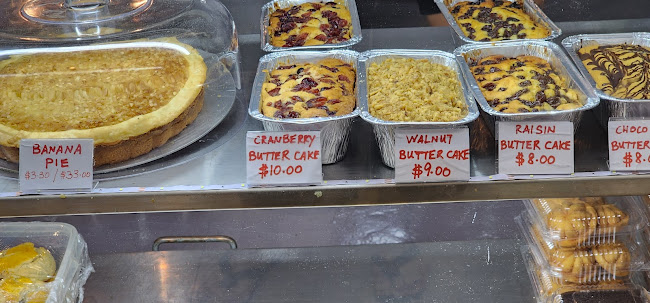 BANANA
PIE
$3.30 / $33.00
CRANBERRY
BUTTER CAKE
$10.00
WALNUT
BUTTER CAKE
$9.00
RAISIN
BUTTER CAKE
$8.00
CHOCO
BUTTER